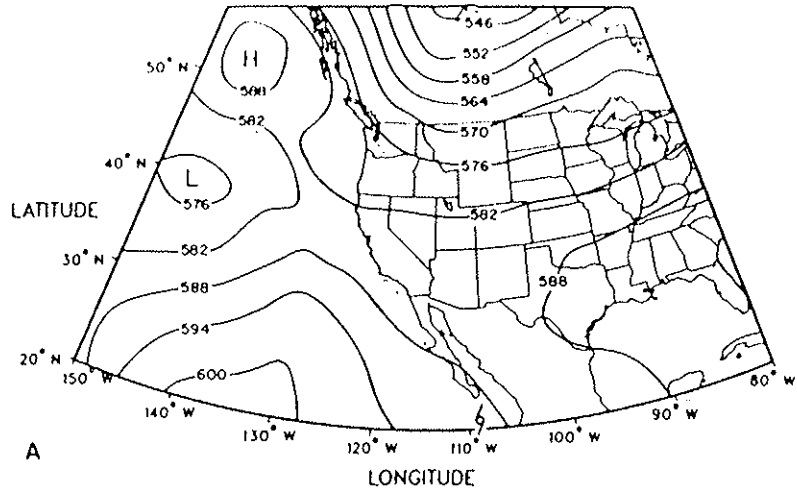 546
552
558
564
570
576
582
588
H
588
582
L
576
582
588
594
600
50° N
40° N
LATITUDE
30° N
20° N
150° W
140° W
130° W
120° W
110° W
100° W
90° W
80° W
A
LONGITUDE